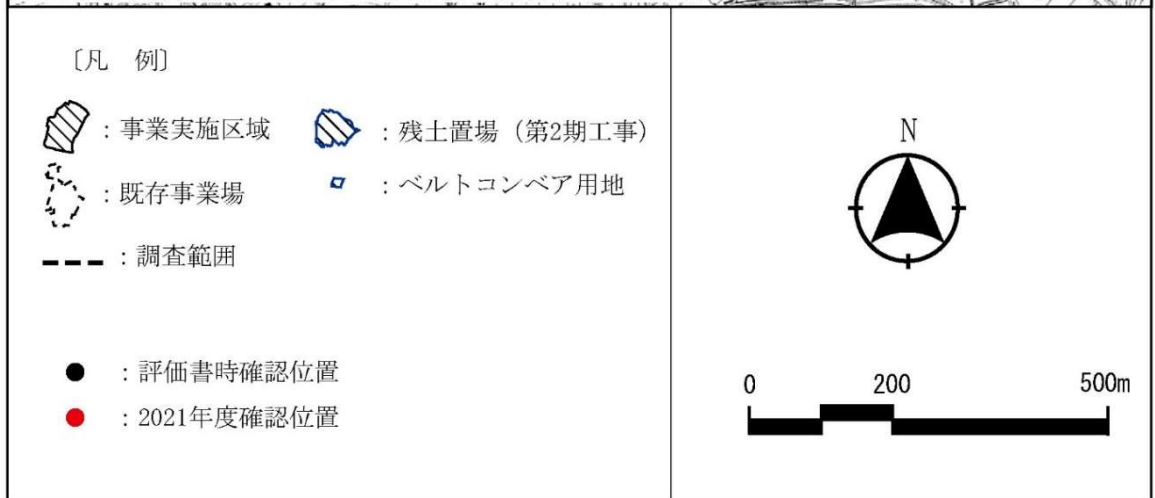 〔凡 例〕
：事業実施区域
：残土置場（第2期工事）
：既存事業場
：ベルトコンベア用地
：調査範囲
：評価書時確認位置
：2021年度確認位置
N
0 200 500m